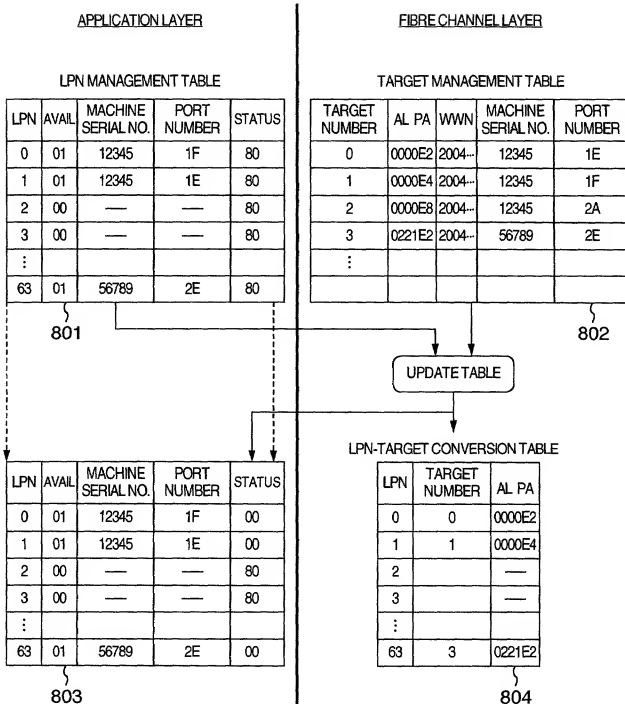 APPLICATION LAYER
FIBRE CHANNEL LAYER
LPN MANAGEMENT TABLE
LPN AVAIL MACHINE SERIAL NO. PORT NUMBER STATUS
0 01 12345 1F 80
1 01 12345 1E 80
2 00 — — 80
3 00 — — 80
⋮
63 01 56789 2E 80
801
TARGET MANAGEMENT TABLE
TARGET NUMBER AL PA WWN MACHINE SERIAL NO. PORT NUMBER
0 0000E2 2004··· 12345 1E
1 0000E4 2004··· 12345 1F
2 0000E8 2004··· 12345 2A
3 0221E2 2004··· 56789 2E
⋮
802
UPDATE TABLE
LPN AVAIL MACHINE SERIAL NO. PORT NUMBER STATUS
0 01 12345 1F 00
1 01 12345 1E 00
2 00 — — 80
3 00 — — 80
⋮
63 01 56789 2E 00
803
LPN-TARGET CONVERSION TABLE
LPN TARGET NUMBER AL PA
0 0 0000E2
1 1 0000E4
2 —
3 —
⋮
63 3 0221E2
804